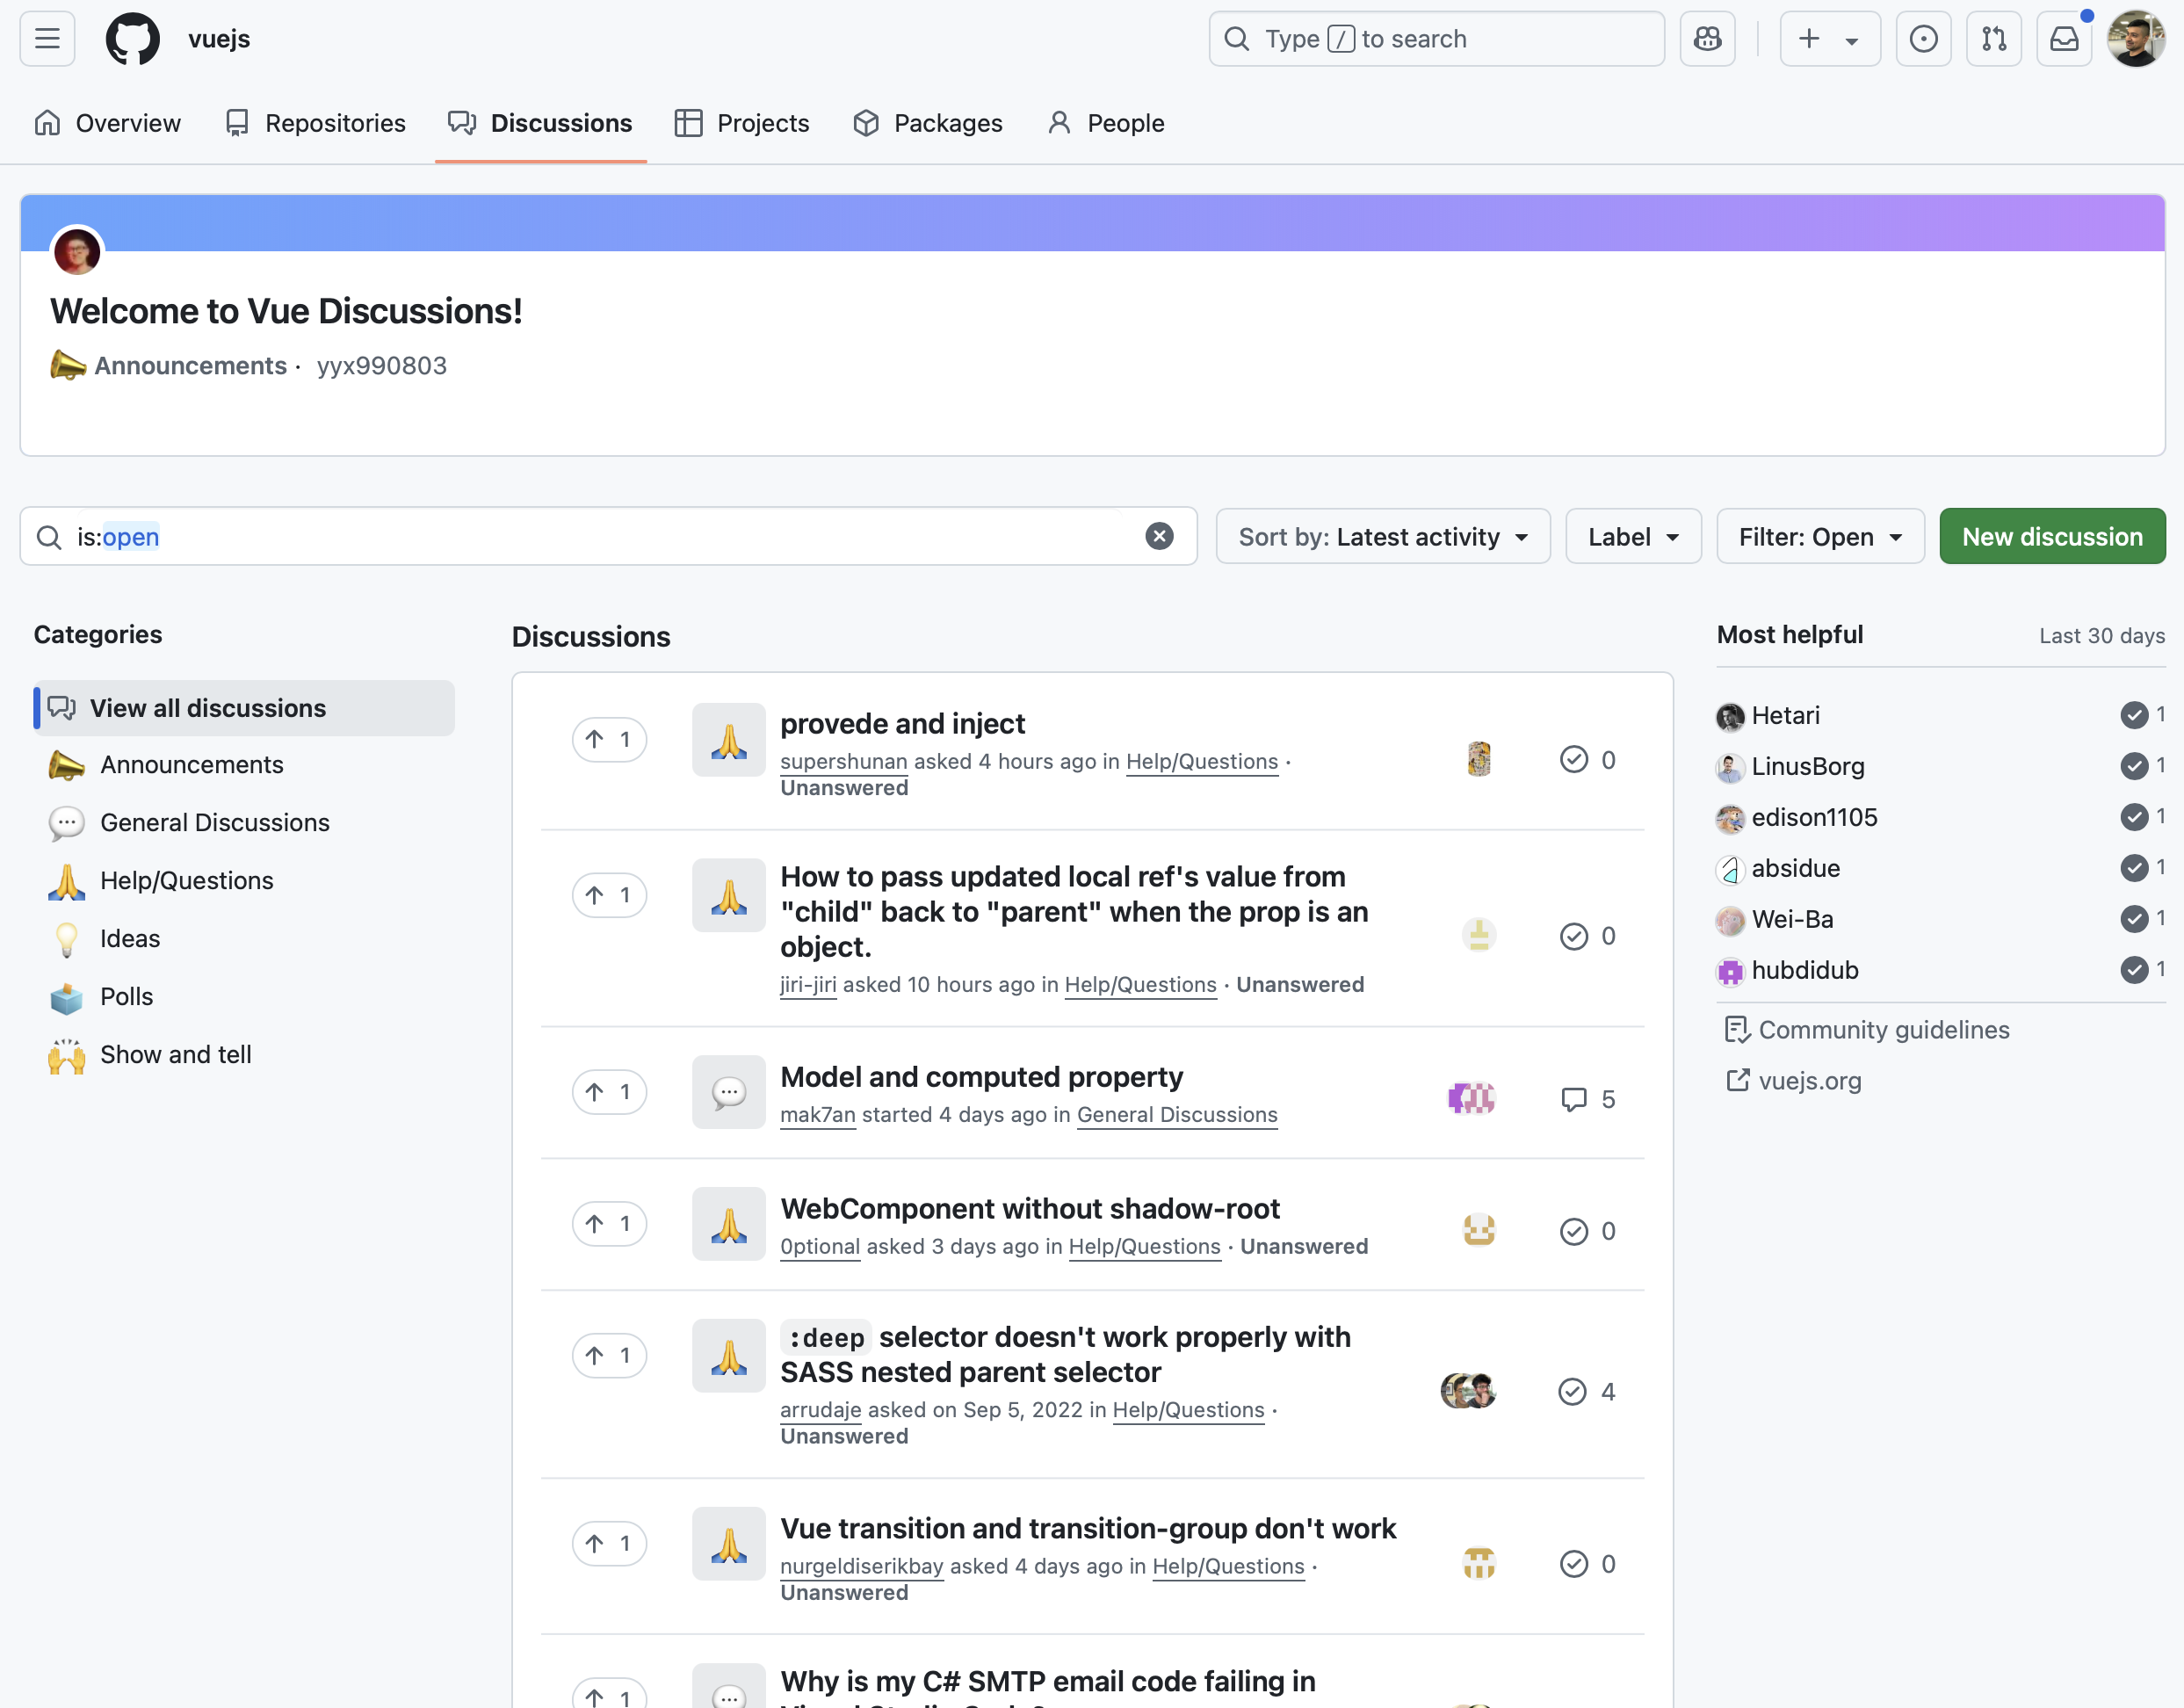 vuejs
Type / to search
Overview
Repositories
Discussions
Projects
Packages
People
Welcome to Vue Discussions!
Announcements · yyx990803
is:open
Sort by: Latest activity
Label
Filter: Open
New discussion
Categories
View all discussions
Announcements
General Discussions
Help/Questions
Ideas
Polls
Show and tell
Discussions
1
provede and inject
supershunan asked 4 hours ago in Help/Questions ·
Unanswered
0
1
How to pass updated local ref's value from
"child" back to "parent" when the prop is an
object.
jiri-jiri asked 10 hours ago in Help/Questions · Unanswered
0
1
Model and computed property
mak7an started 4 days ago in General Discussions
5
1
WebComponent without shadow-root
0ptional asked 3 days ago in Help/Questions · Unanswered
0
1
:deep selector doesn't work properly with
SASS nested parent selector
arrudaje asked on Sep 5, 2022 in Help/Questions ·
Unanswered
4
1
Vue transition and transition-group don't work
nurgeldiserikbay asked 4 days ago in Help/Questions ·
Unanswered
0
1
Why is my C# SMTP email code failing in
Most helpful
Last 30 days
Hetari
1
LinusBorg
1
edison1105
1
absidue
1
Wei-Ba
1
hubdidub
1
Community guidelines
vuejs.org